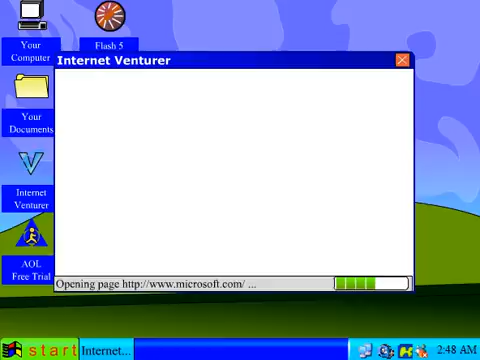 Your
Computer
Flash 5
Internet Venturer
Your
Documents
Internet
Venturer
AOL
Free Trial
Opening page http://www.microsoft.com/ ...
start
Internet...
2:48 AM